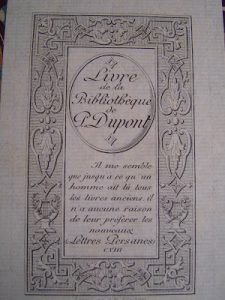 Livre
de la
Bibliothèque
de
P. Dupont
Il me semble
que jusqu'a ce qu'un
homme ait lu tous
les livres anciens, il
n'a aucune raison
de leur préférer les
nouveaux
(Lettres Persanes)
cviii